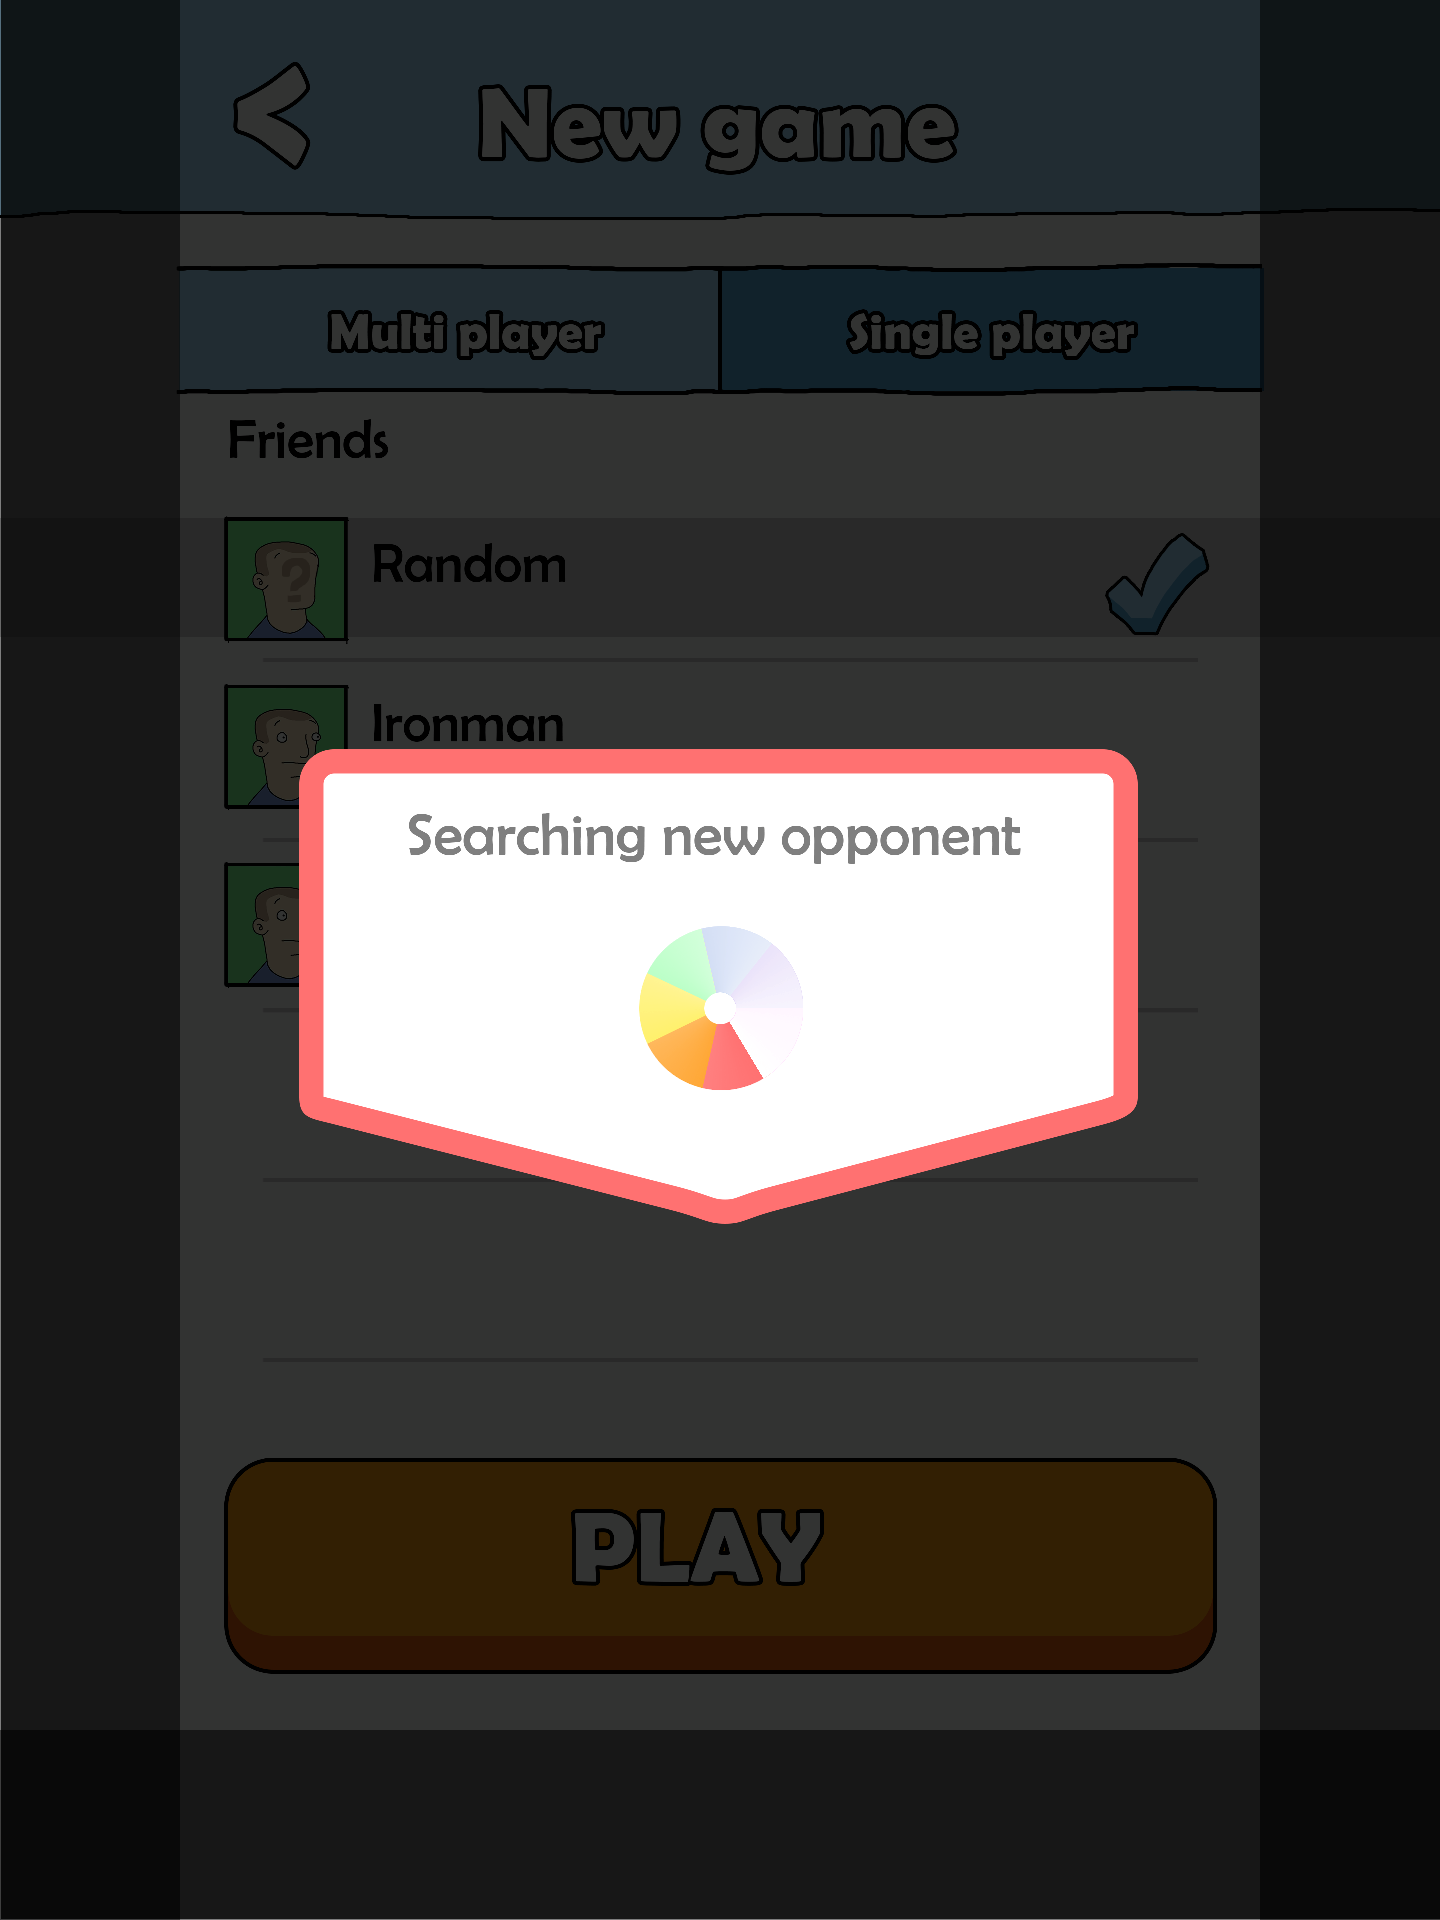 New game
Multi player
Single player
Friends
Random
Ironman
Searching new opponent
PLAY